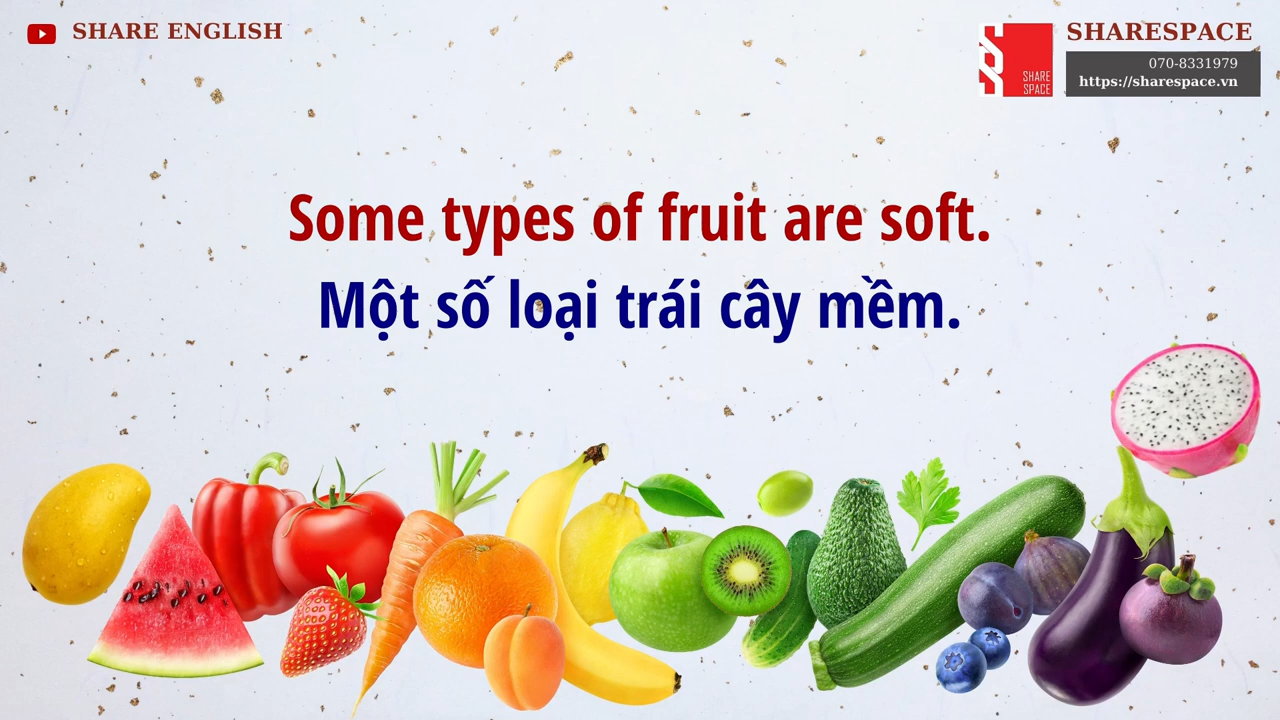 SHARE ENGLISH
SHARE
SPACE
SHARESPACE
070-8331979
https://sharespace.vn
Some types of fruit are soft.
Một số loại trái cây mềm.